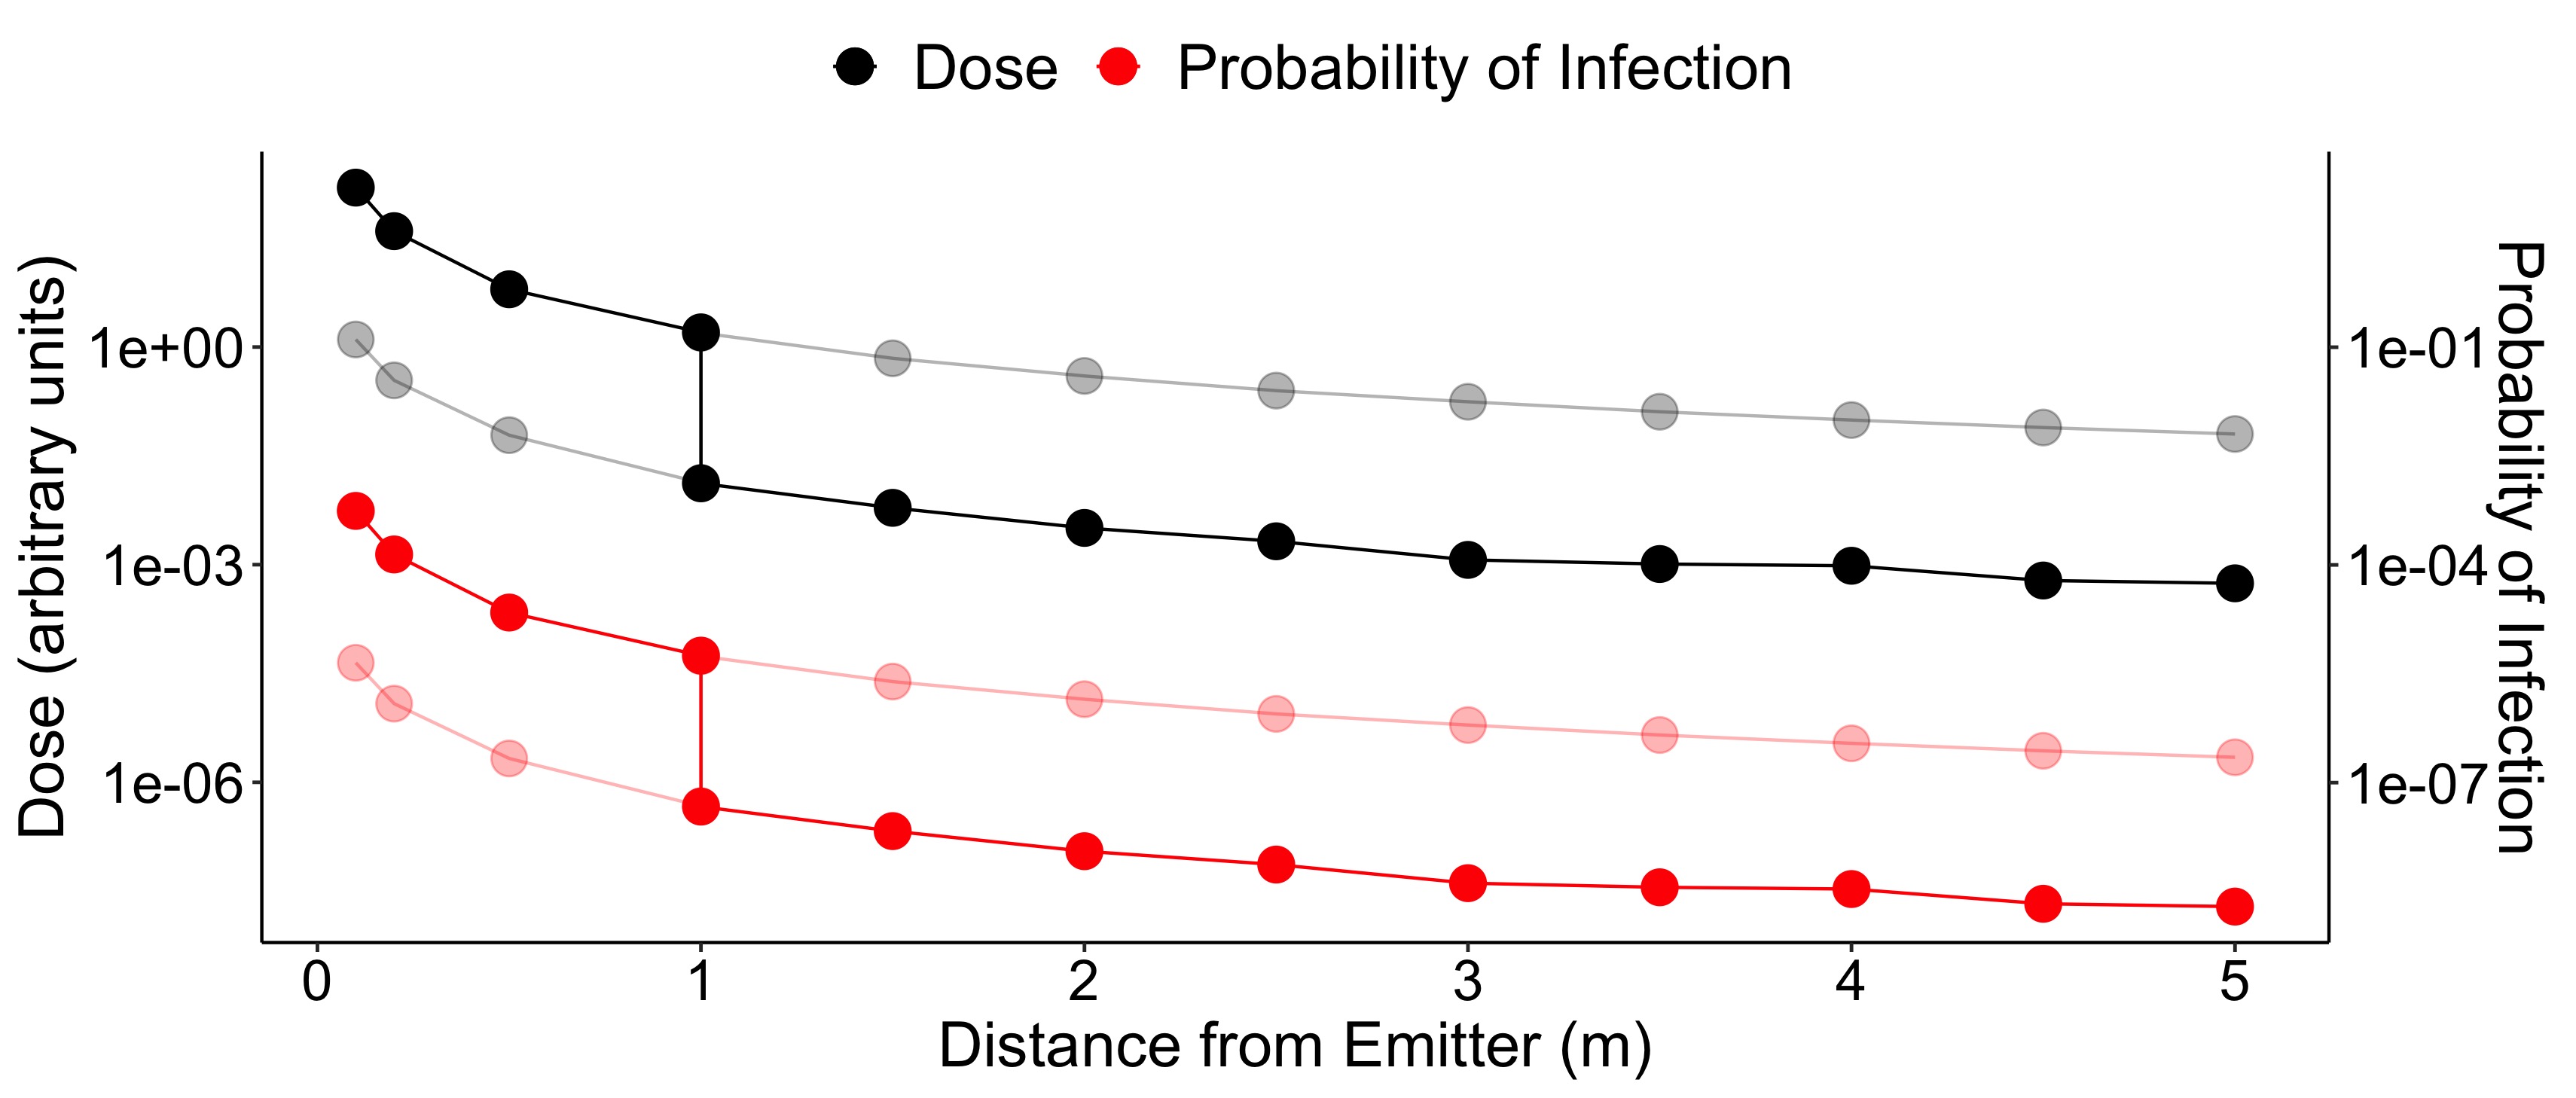 Dose
Probability of Infection
Dose (arbitrary units)
1e+00
1e-03
1e-06
1e-01
1e-04
1e-07
Probability of Infection
0 1 2 3 4 5
Distance from Emitter (m)